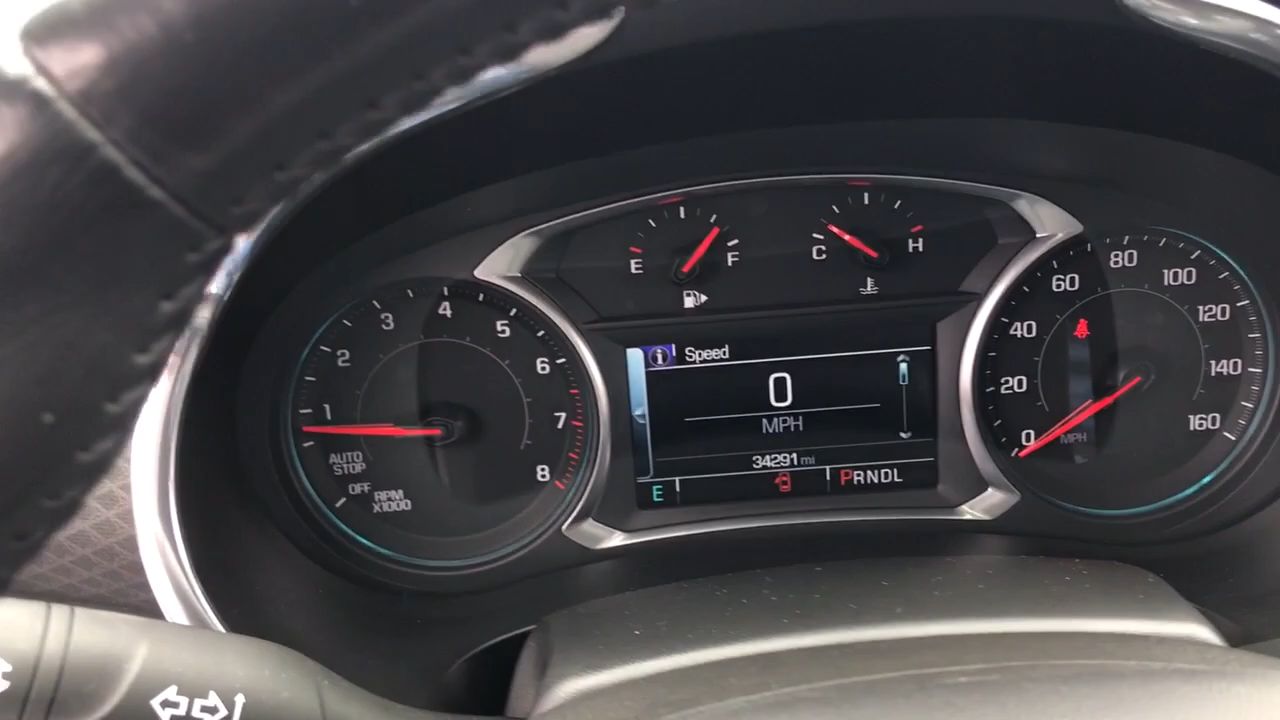 E F
C H
1 2 3 4 5 6 7 8
AUTO
STOP
OFF
RPM
X1000
i Speed
0
MPH
34291 mi
E PRNDL
0 20 40 60 80 100 120 140 160
MPH